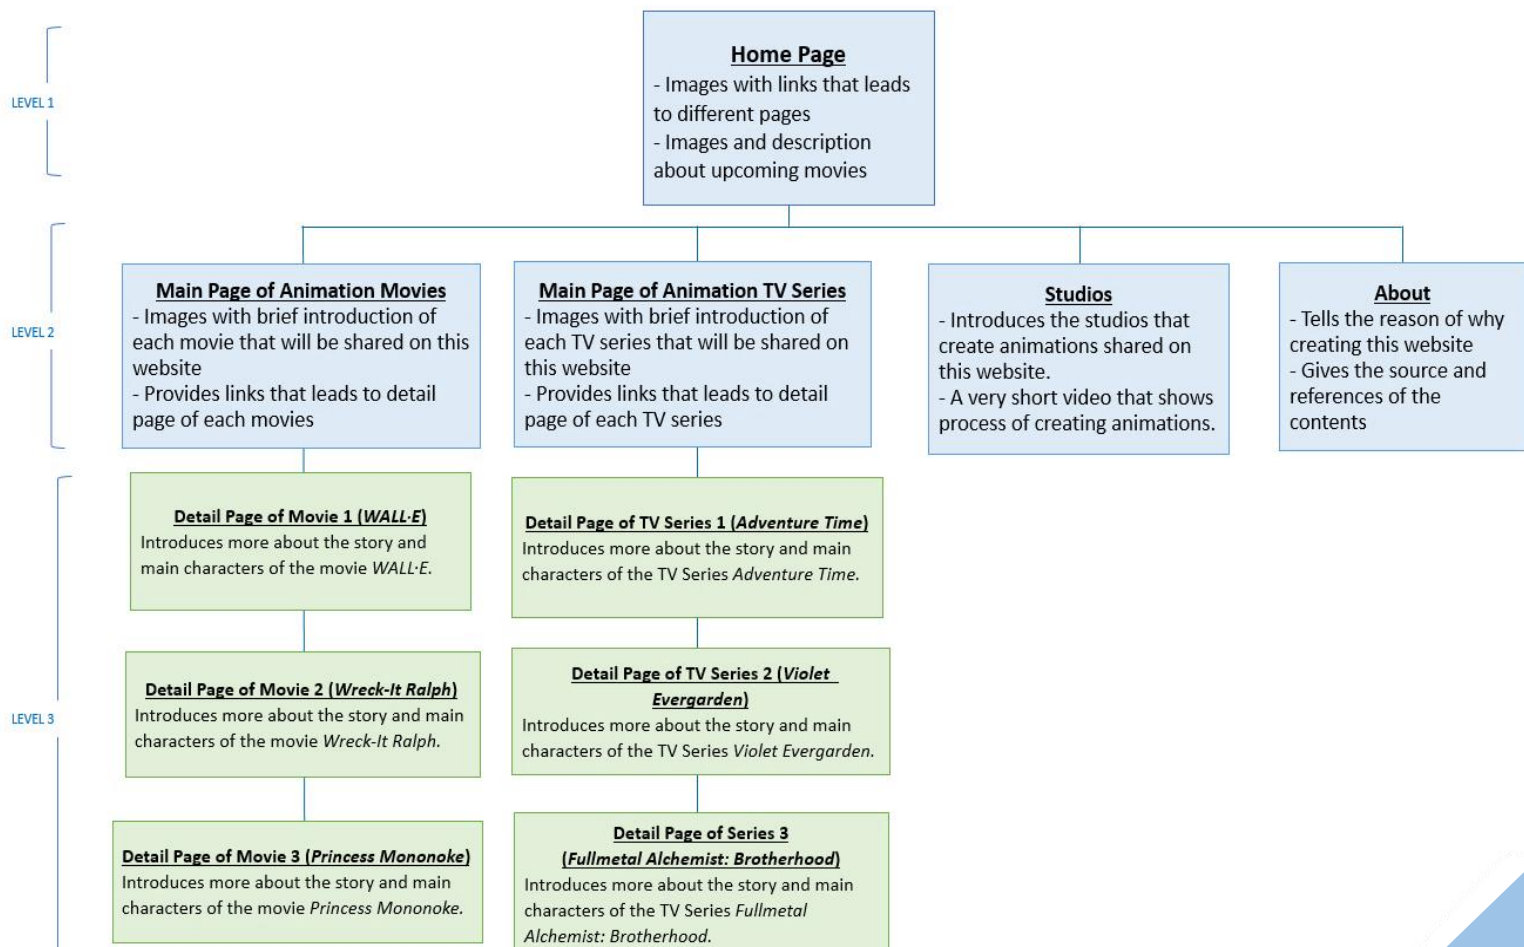 LEVEL 1
Home Page
- Images with links that leads
to different pages
- Images and description
about upcoming movies
LEVEL 2
Main Page of Animation Movies
- Images with brief introduction of
each movie that will be shared on this
website
- Provides links that leads to detail
page of each movies
Main Page of Animation TV Series
- Images with brief introduction of
each TV series that will be shared on
this website
- Provides links that leads to detail
page of each TV series
Studios
- Introduces the studios that
create animations shared on
this website.
- A very short video that shows
process of creating animations.
About
- Tells the reason of why
creating this website
- Gives the source and
references of the
contents
LEVEL 3
Detail Page of Movie 1 (WALL·E)
Introduces more about the story and
main characters of the movie WALL·E.
Detail Page of Movie 2 (Wreck-It Ralph)
Introduces more about the story and main
characters of the movie Wreck-It Ralph.
Detail Page of Movie 3 (Princess Mononoke)
Introduces more about the story and main
characters of the movie Princess Mononoke.
Detail Page of TV Series 1 (Adventure Time)
Introduces more about the story and main
characters of the TV Series Adventure Time.
Detail Page of TV Series 2 (Violet
Evergarden)
Introduces more about the story and main
characters of the TV Series Violet Evergarden.
Detail Page of Series 3
(Fullmetal Alchemist: Brotherhood)
Introduces more about the story and main
characters of the TV Series Fullmetal
Alchemist: Brotherhood.